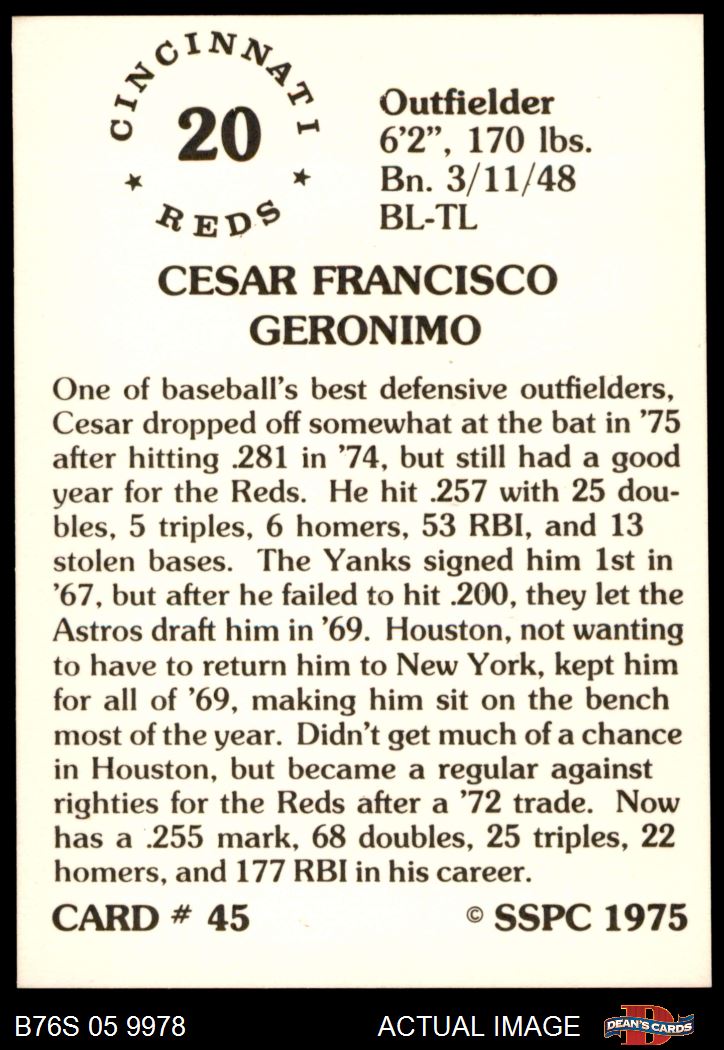 CINCINNATI
20
★ REDS ★
Outfielder
6'2”, 170 lbs.
Bn. 3/11/48
BL-TL
CESAR FRANCISCO
GERONIMO
One of baseball's best defensive outfielders,
Cesar dropped off somewhat at the bat in '75
after hitting .281 in '74, but still had a good
year for the Reds. He hit .257 with 25 dou-
bles, 5 triples, 6 homers, 53 RBI, and 13
stolen bases. The Yanks signed him 1st in
'67, but after he failed to hit .200, they let the
Astros draft him in '69. Houston, not wanting
to have to return him to New York, kept him
for all of '69, making him sit on the bench
most of the year. Didn't get much of a chance
in Houston, but became a regular against
righties for the Reds after a '72 trade. Now
has a .255 mark, 68 doubles, 25 triples, 22
homers, and 177 RBI in his career.
CARD # 45 © SSPC 1975
B76S 05 9978 ACTUAL IMAGE D DEAN'S CARDS